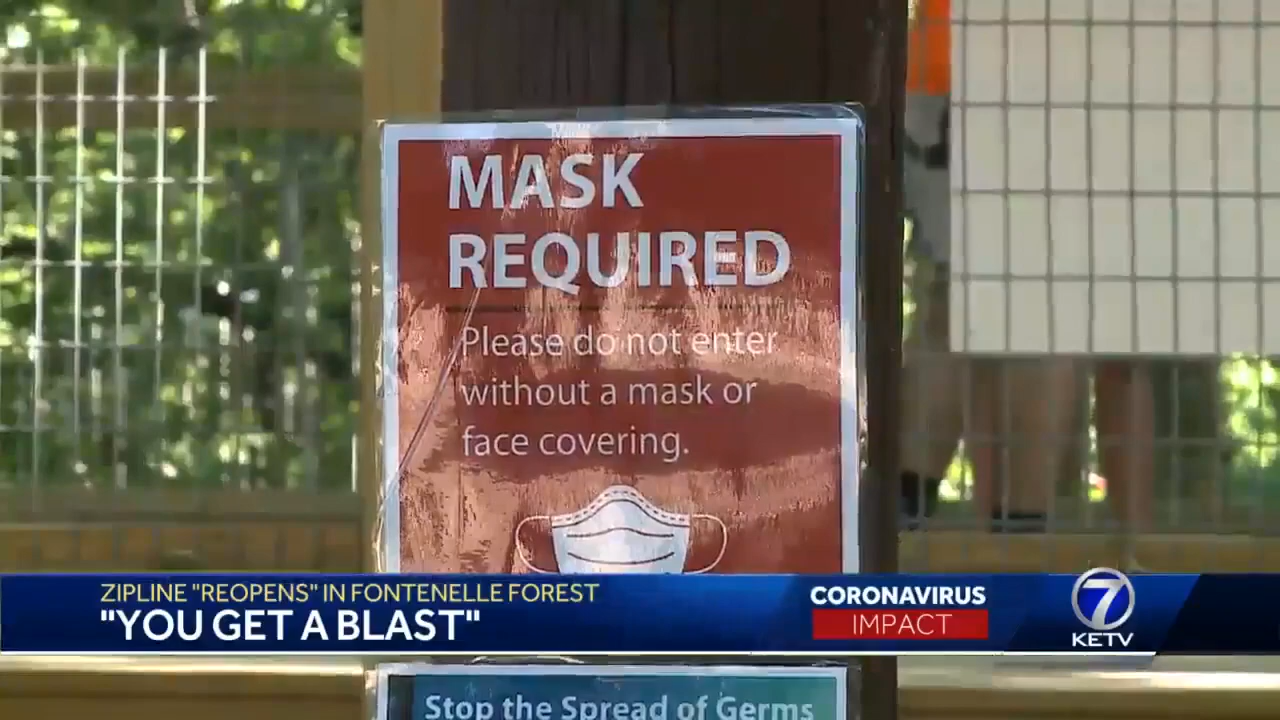 MASK
REQUIRED
Please do not enter
without a mask or
face covering.
ZIPLINE "REOPENS" IN FONTENELLE FOREST
"YOU GET A BLAST"
CORONAVIRUS
IMPACT
7
KETV
Stop the Spread of Germs